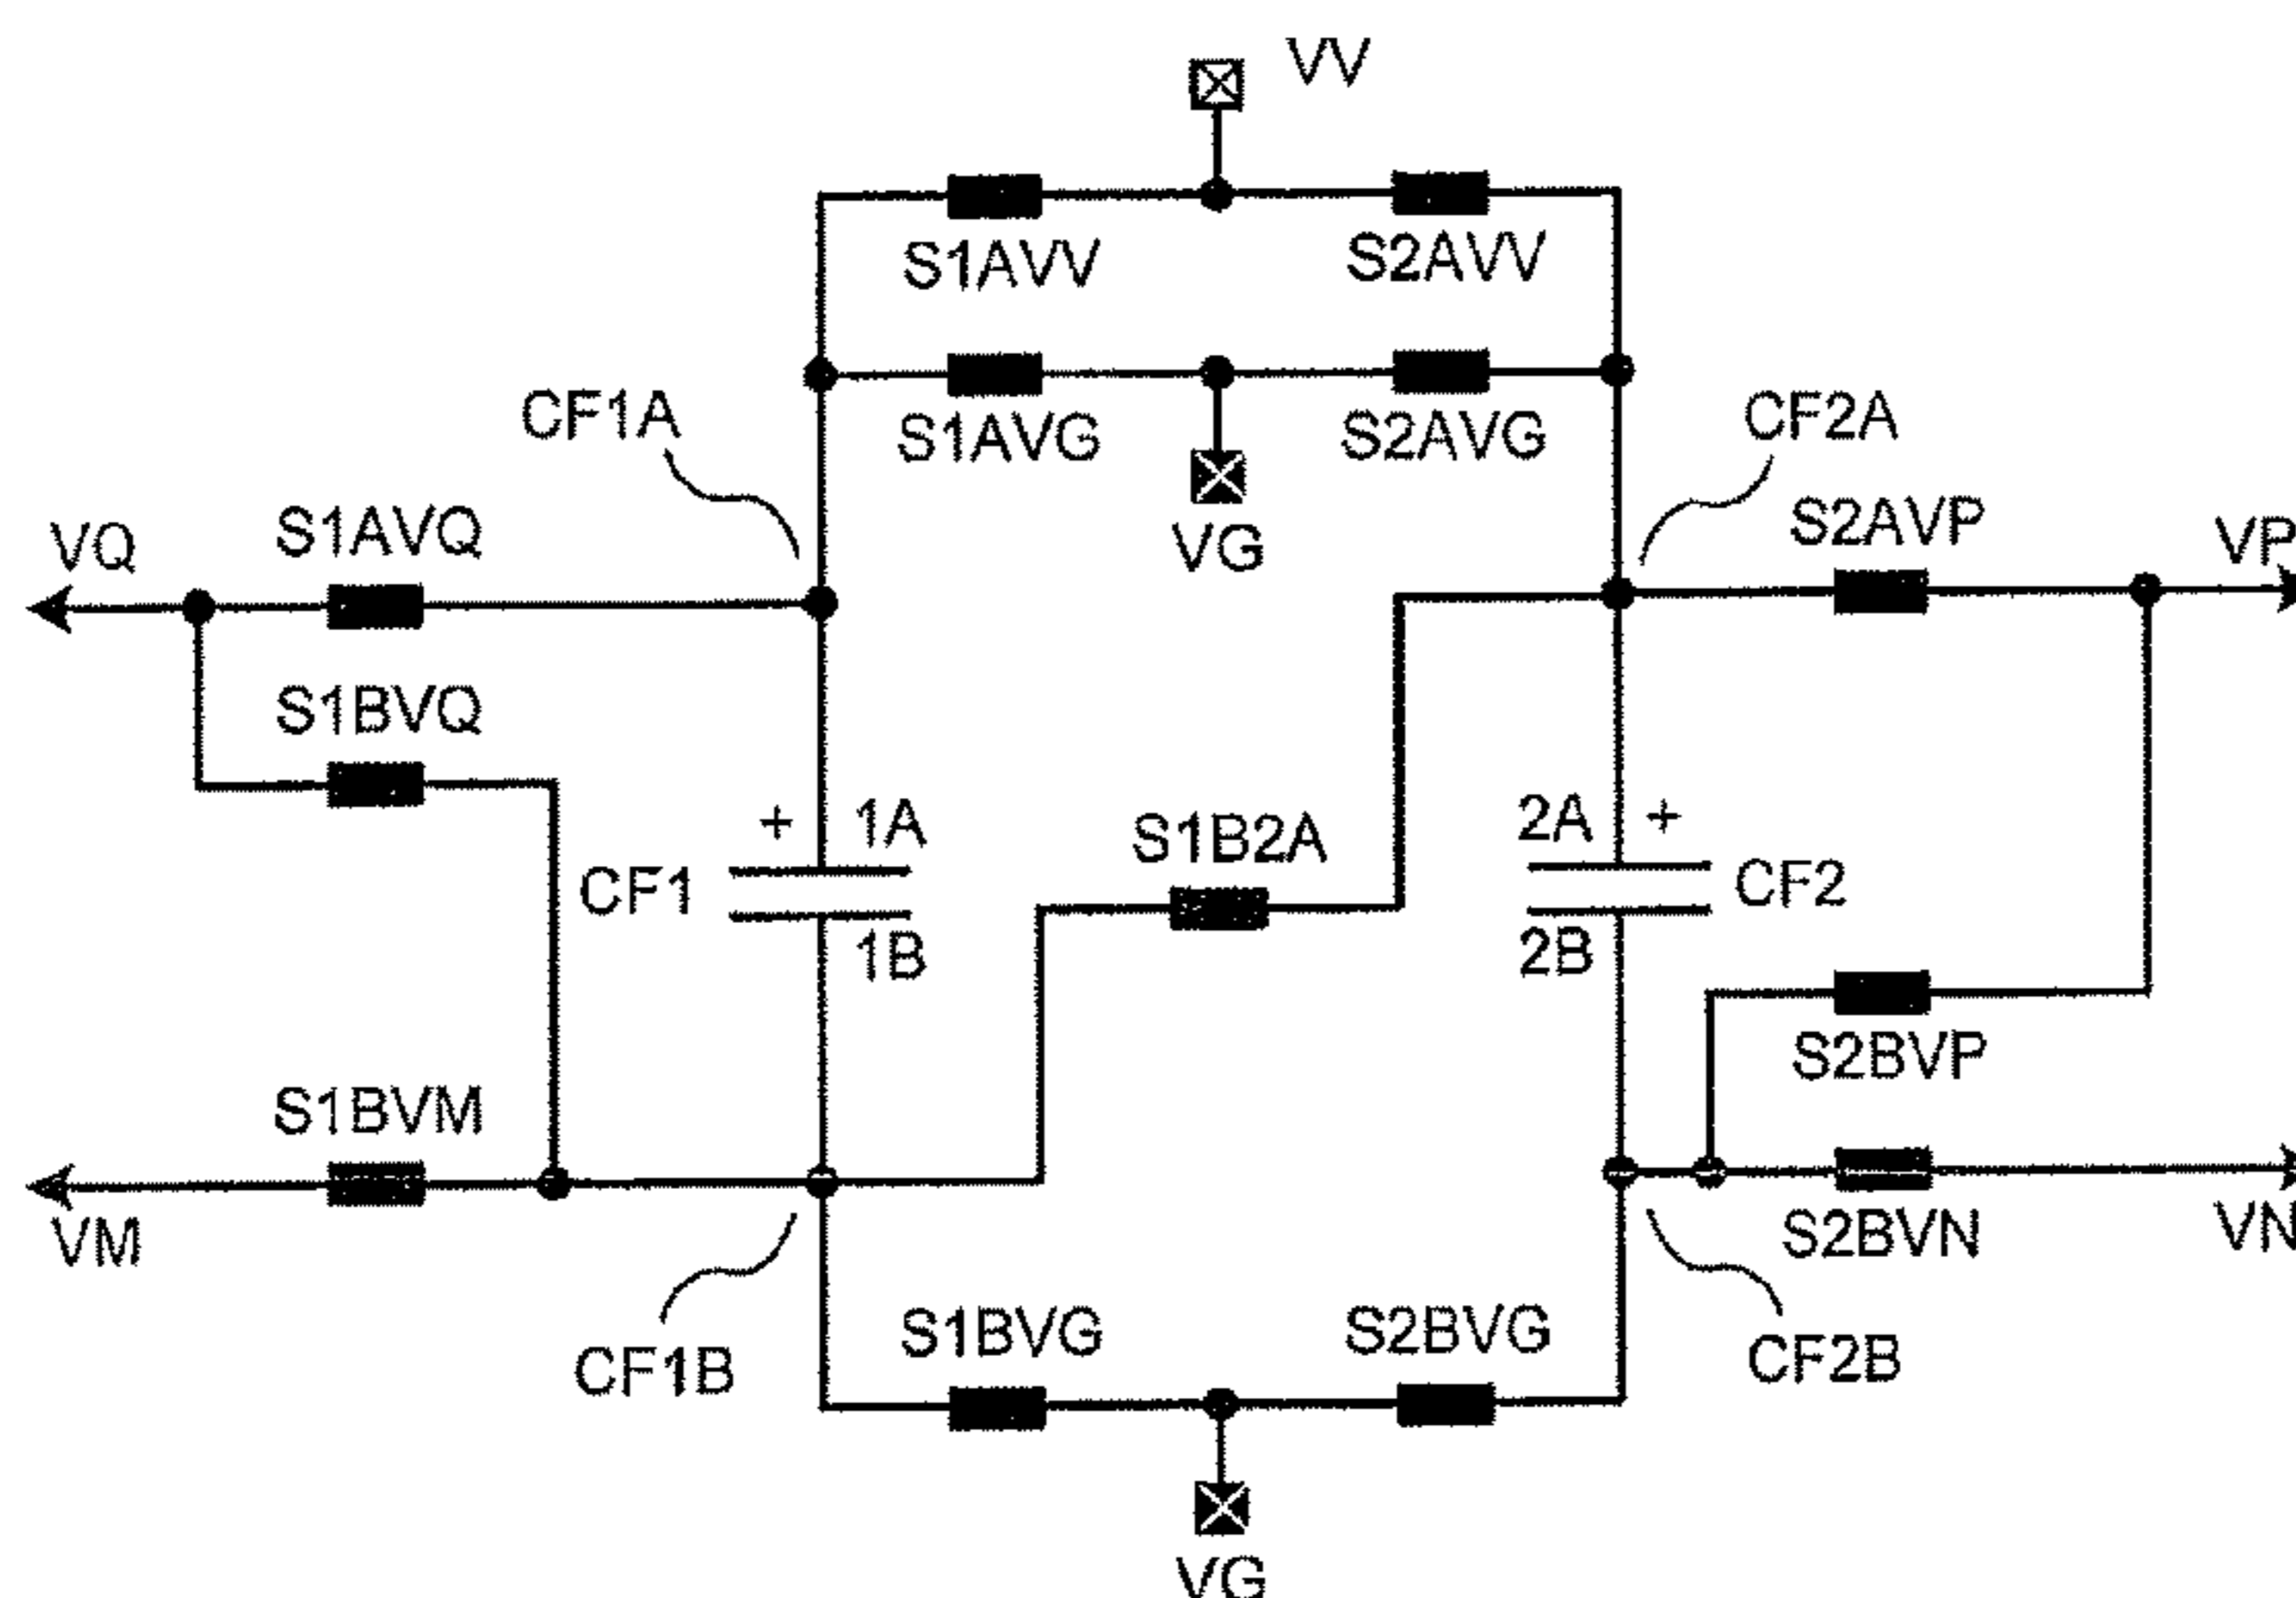 VV
S1AVV
S2AVV
CF1A
S1AVG
S2AVG
CF2A
VQ
S1AVQ
VG
S2AVP
VP
S1BVQ
+
1A
S1B2A
2A
+
CF1
CF2
1B
2B
S2BVP
S1BVM
VM
S2BVN
VN
S1BVG
S2BVG
CF1B
CF2B
VG